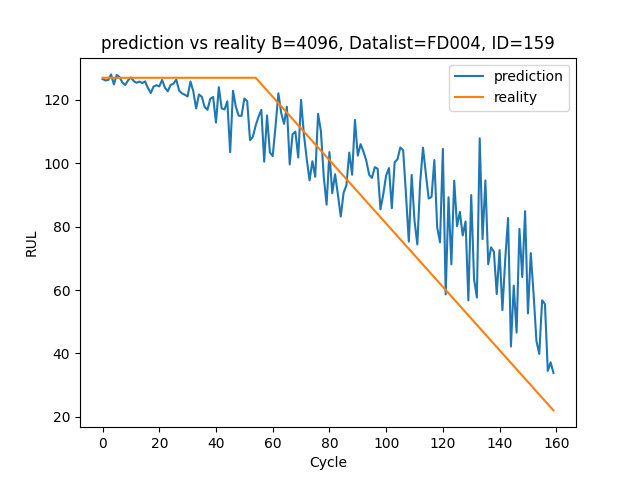 prediction vs reality B=4096, Datalist=FD004, ID=159
prediction
reality
120
100
80
60
40
20
RUL
0 20 40 60 80 100 120 140 160
Cycle